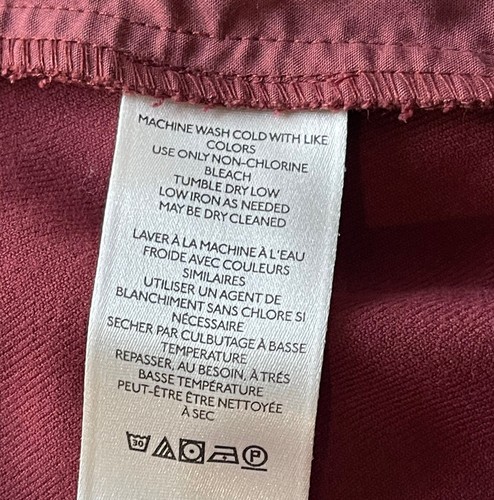 MACHINE WASH COLD WITH LIKE
COLORS
USE ONLY NON-CHLORINE
BLEACH
TUMBLE DRY LOW
LOW IRON AS NEEDED
MAY BE DRY CLEANED
LAVER À LA MACHINE À L'EAU
FROIDE AVEC COULEURS
SIMILAIRES
UTILISER UN AGENT DE
BLANCHIMENT SANS CHLORE SI
NÉCESSAIRE
SECHER PAR CULBUTAGE À BASSE
TEMPERATURE
REPASSER, AU BESOIN, À TRÉS
BASSE TEMPÉRATURE
PEUT-ÊTRE ÊTRE NETTOYÉE
À SEC
30 P